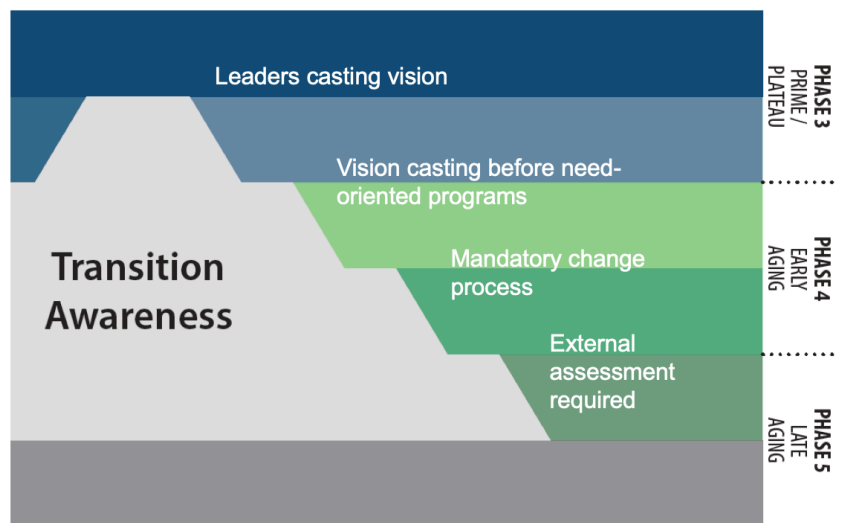 Leaders casting vision
Vision casting before need-
oriented programs
Mandatory change
process
External
assessment
required
Transition
Awareness
PHASE 3
PRIME /
PLATEAU
PHASE 4
EARLY
AGING
PHASE 5
LATE
AGING